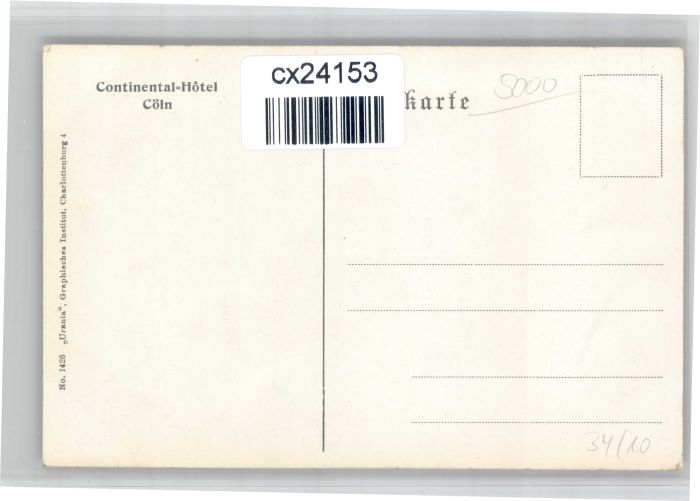 Continental=Hôtel
Cöln
cx24153
karte
5000
No. 1426 „Urania“, Graphisches Institut, Charlottenburg 4
34/10